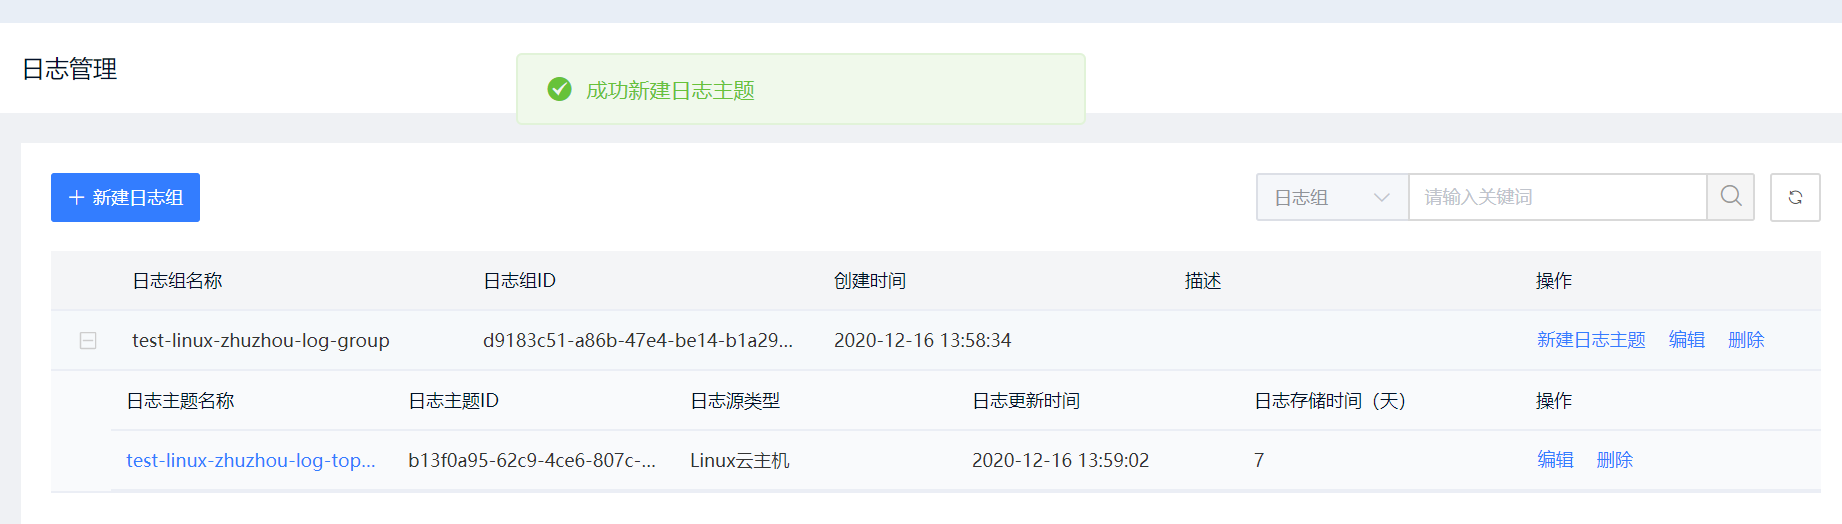 日志管理
成功新建日志主题
新建日志组
日志组 请输入关键词
日志组名称 日志组ID 创建时间 描述 操作
test-linux-zhuzhou-log-group d9183c51-a86b-47e4-be14-b1a29... 2020-12-16 13:58:34 新建日志主题 编辑 删除
日志主题名称 日志主题ID 日志源类型 日志更新时间 日志存储时间（天） 操作
test-linux-zhuzhou-log-top... b13f0a95-62c9-4ce6-807c-... Linux云主机 2020-12-16 13:59:02 7 编辑 删除